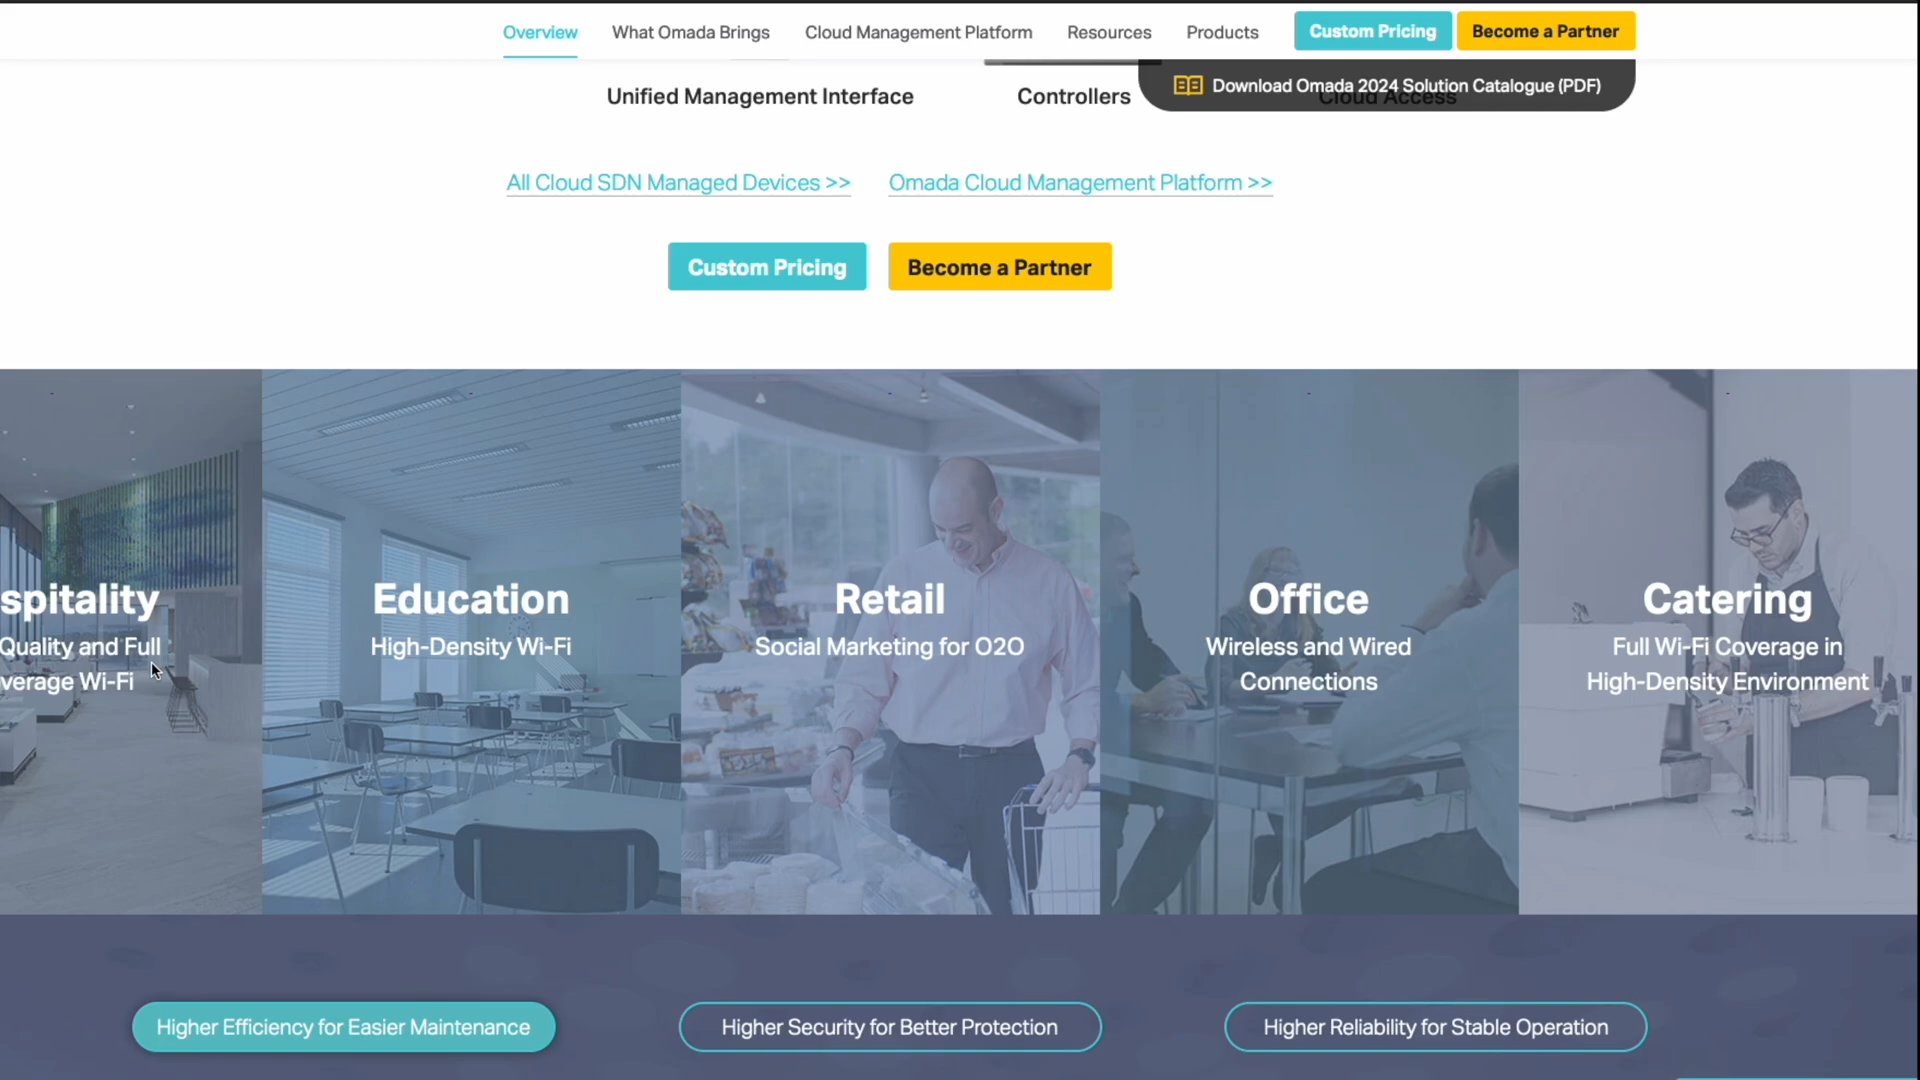 Overview What Omada Brings Cloud Management Platform Resources Products Custom Pricing Become a Partner
Download Omada 2024 Solution Catalogue (PDF)
Unified Management Interface Controllers Cloud Access
All Cloud SDN Managed Devices >> Omada Cloud Management Platform >>
Custom Pricing Become a Partner
spitality
Quality and Full
verage Wi-Fi
Education
High-Density Wi-Fi
Retail
Social Marketing for O2O
Office
Wireless and Wired
Connections
Catering
Full Wi-Fi Coverage in
High-Density Environment
Higher Efficiency for Easier Maintenance Higher Security for Better Protection Higher Reliability for Stable Operation